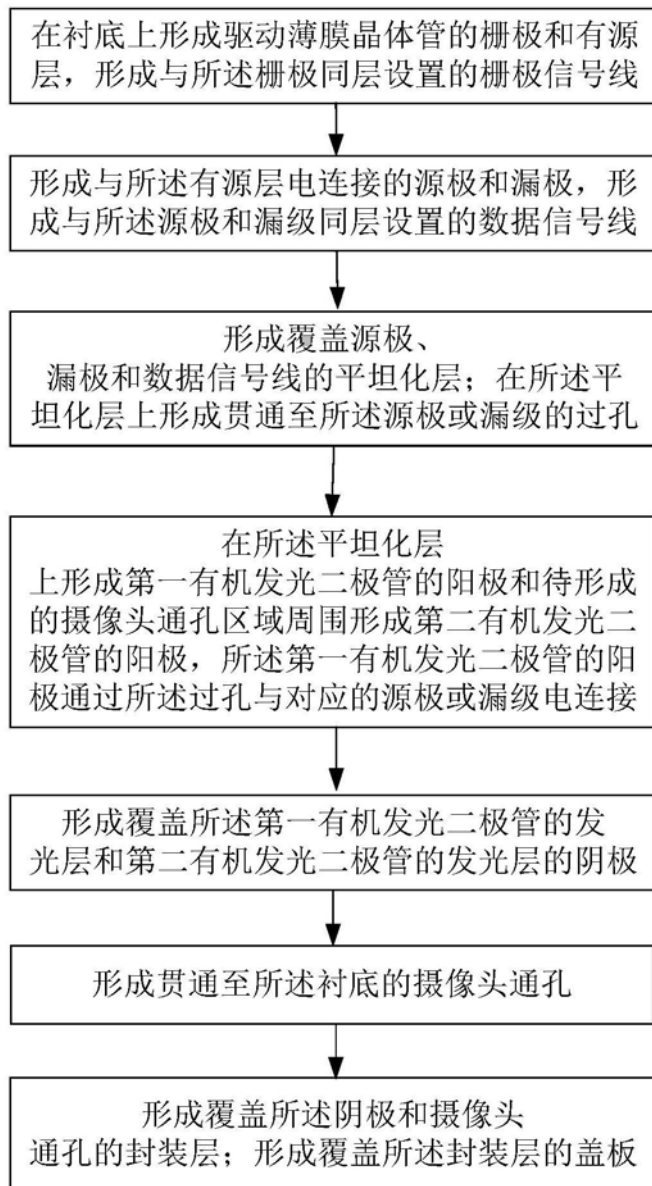 在衬底上形成驱动薄膜晶体管的栅极和有源
层，形成与所述栅极同层设置的栅极信号线
形成与所述有源层电连接的源极和漏极，形
成与所述源极和漏级同层设置的数据信号线
形成覆盖源极、
漏极和数据信号线的平坦化层；在所述平
坦化层上形成贯通至所述源极或漏级的过孔
在所述平坦化层
上形成第一有机发光二极管的阳极和待形成
的摄像头通孔区域周围形成第二有机发光二
极管的阳极，所述第一有机发光二极管的阳
极通过所述过孔与对应的源极或漏级电连接
形成覆盖所述第一有机发光二极管的发
光层和第二有机发光二极管的发光层的阴极
形成贯通至所述衬底的摄像头通孔
形成覆盖所述阴极和摄像头
通孔的封装层；形成覆盖所述封装层的盖板